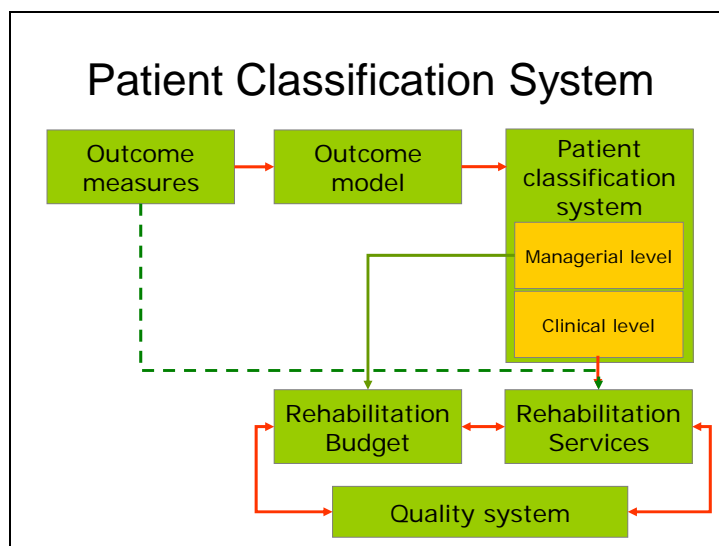 Patient Classification System
Outcome
measures
Outcome
model
Patient
classification
system
Managerial level
Clinical level
Rehabilitation
Budget
Rehabilitation
Services
Quality system